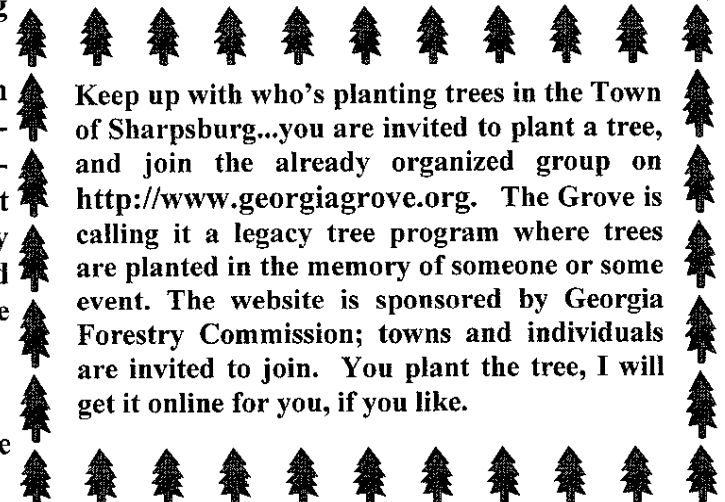 Keep up with who's planting trees in the Town
of Sharpsburg...you are invited to plant a tree,
and join the already organized group on
http://www.georgiagrove.org. The Grove is
calling it a legacy tree program where trees
are planted in the memory of someone or some
event. The website is sponsored by Georgia
Forestry Commission; towns and individuals
are invited to join. You plant the tree, I will
get it online for you, if you like.